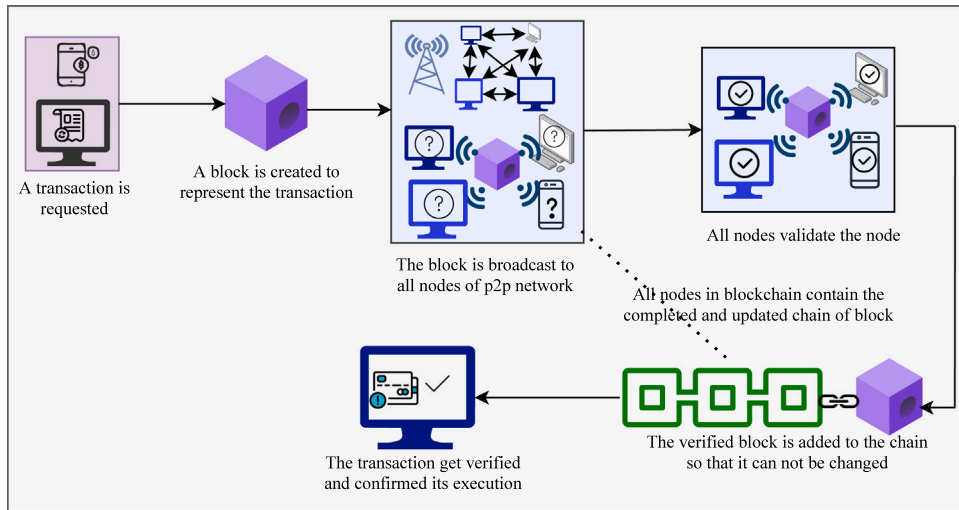 A transaction is
requested
A block is created to
represent the transaction
The block is broadcast to
all nodes of p2p network
All nodes validate the node
All nodes in blockchain contain the
completed and updated chain of block
The verified block is added to the chain
so that it can not be changed
The transaction get verified
and confirmed its execution